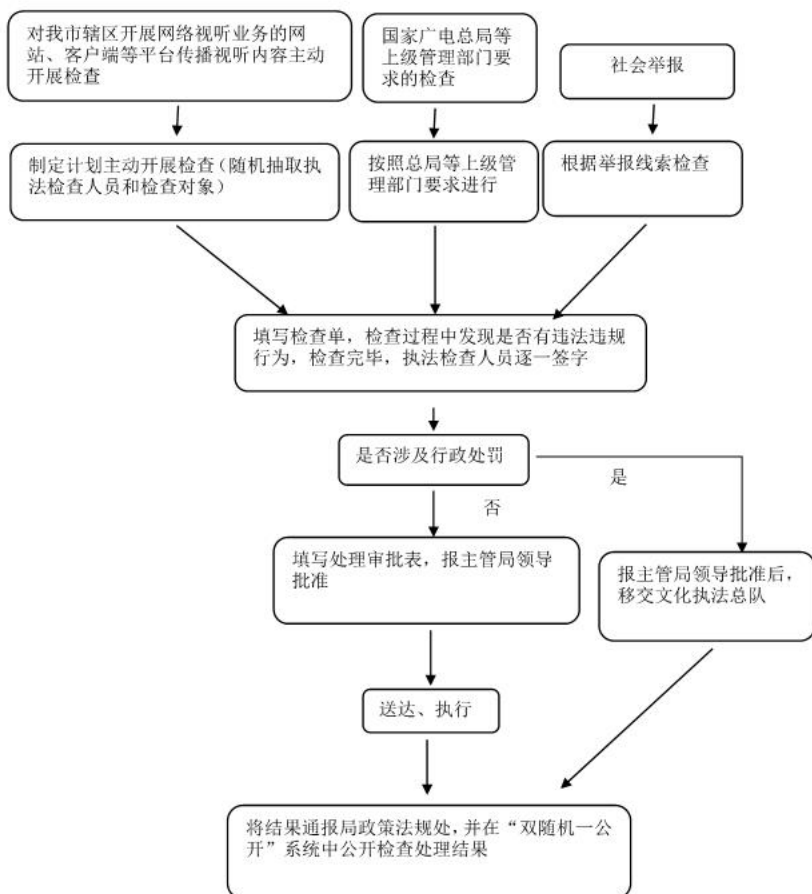 对我市辖区开展网络视听业务的网
站、客户端等平台传播视听内容主动
开展检查
国家广电总局等
上级管理部门要
求的检查
社会举报
制定计划主动开展检查（随机抽取执
法检查人员和检查对象）
按照总局等上级管
理部门要求进行
根据举报线索检查
填写检查单，检查过程中发现是否有违法违规
行为，检查完毕，执法检查人员逐一签字
是否涉及行政处罚
是
否
填写处理审批表，报主管局领导
批准
报主管局领导批准后，
移交文化执法总队
送达、执行
将结果通报局政策法规处，并在“双随机一公
开”系统中公开检查处理结果